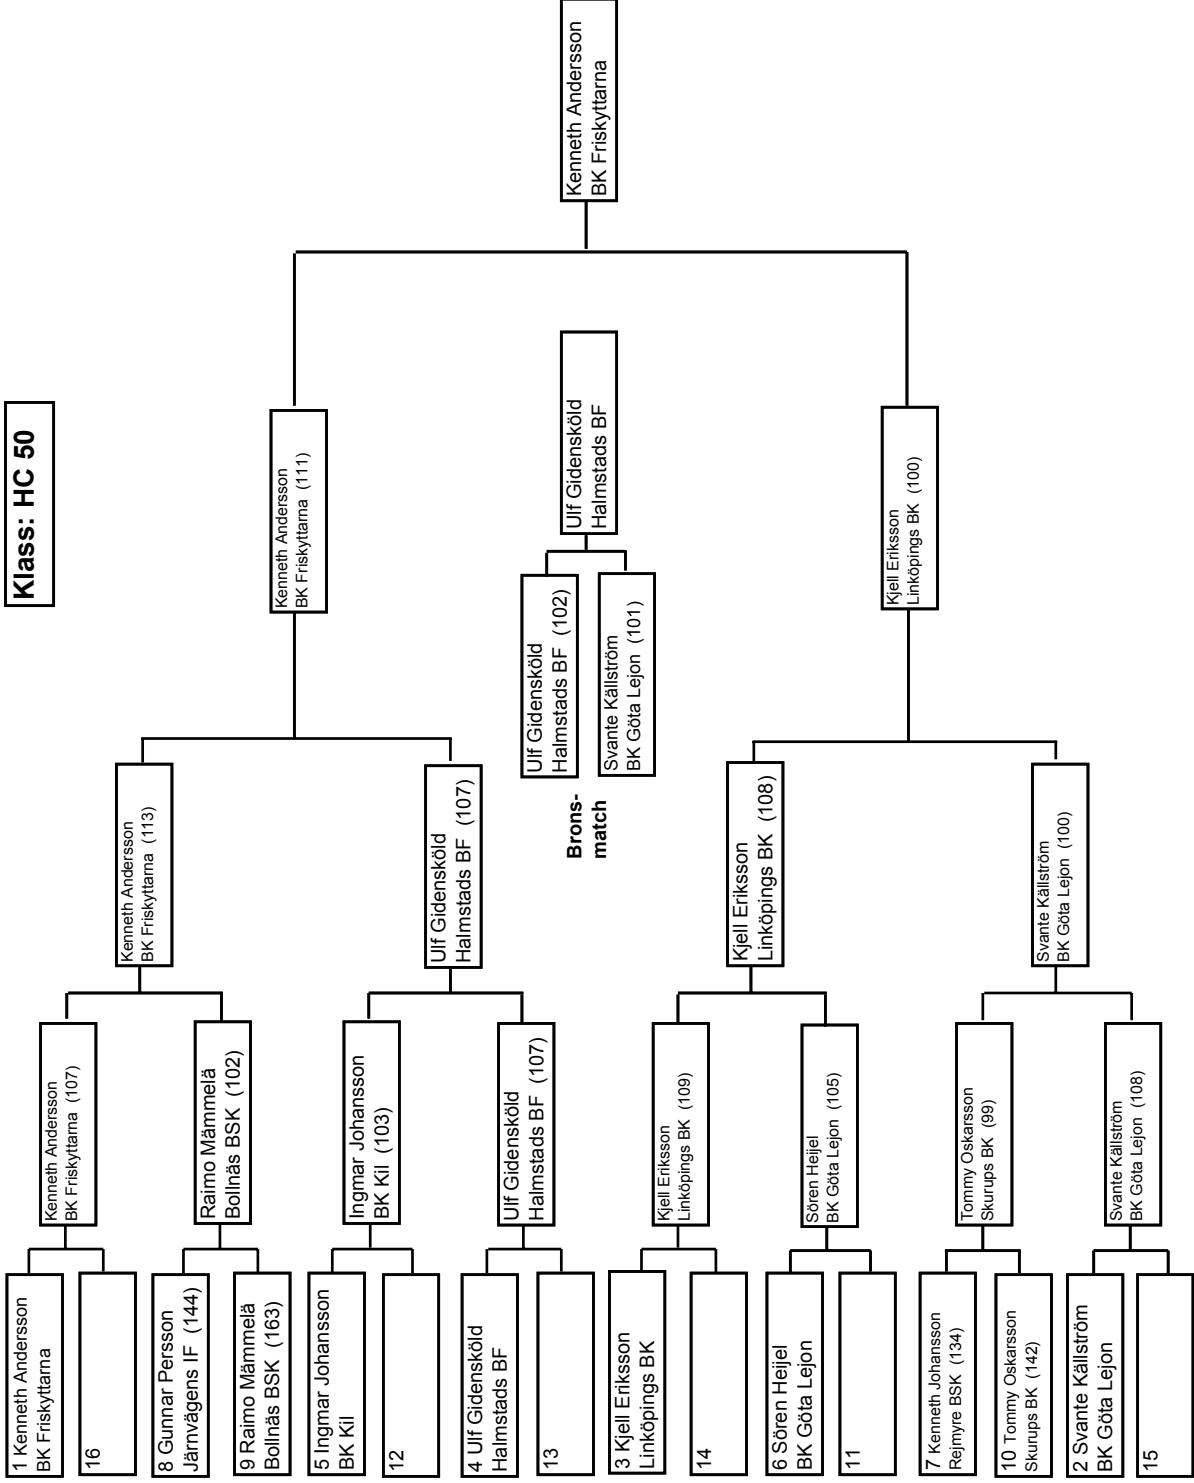 Klass: HC 50
1 Kenneth Andersson
BK Friskyttarna
16
8 Gunnar Persson
Järnvägens IF (144)
9 Raimo Mämmelä
Bollnäs BSK (163)
5 Ingmar Johansson
BK Kil
12
4 Ulf Gidensköld
Halmstads BF
13
3 Kjell Eriksson
Linköpings BK
14
6 Sören Heijel
BK Göta Lejon
11
7 Kenneth Johansson
Rejmyre BSK (134)
10 Tommy Oskarsson
Skurups BK (142)
2 Svante Källström
BK Göta Lejon
15
Kenneth Andersson
BK Friskyttarna (107)
Raimo Mämmelä
Bollnäs BSK (102)
Ingmar Johansson
BK Kil (103)
Ulf Gidensköld
Halmstads BF (107)
Kjell Eriksson
Linköpings BK (109)
Sören Heijel
BK Göta Lejon (105)
Tommy Oskarsson
Skurups BK (99)
Svante Källström
BK Göta Lejon (108)
Kenneth Andersson
BK Friskyttarna (113)
Ulf Gidensköld
Halmstads BF (107)
Kjell Eriksson
Linköpings BK (108)
Svante Källström
BK Göta Lejon (100)
Brons-
match
Ulf Gidensköld
Halmstads BF (102)
Svante Källström
BK Göta Lejon (101)
Ulf Gidensköld
Halmstads BF
Kenneth Andersson
BK Friskyttarna (111)
Kjell Eriksson
Linköpings BK (100)
Kenneth Andersson
BK Friskyttarna